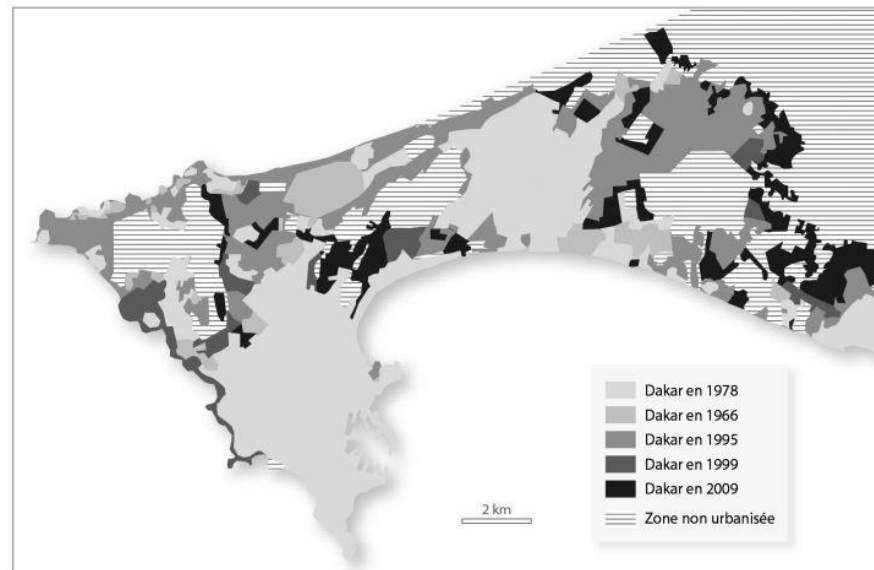 Dakar en 1978
Dakar en 1966
Dakar en 1995
Dakar en 1999
Dakar en 2009
Zone non urbanisée
2 km